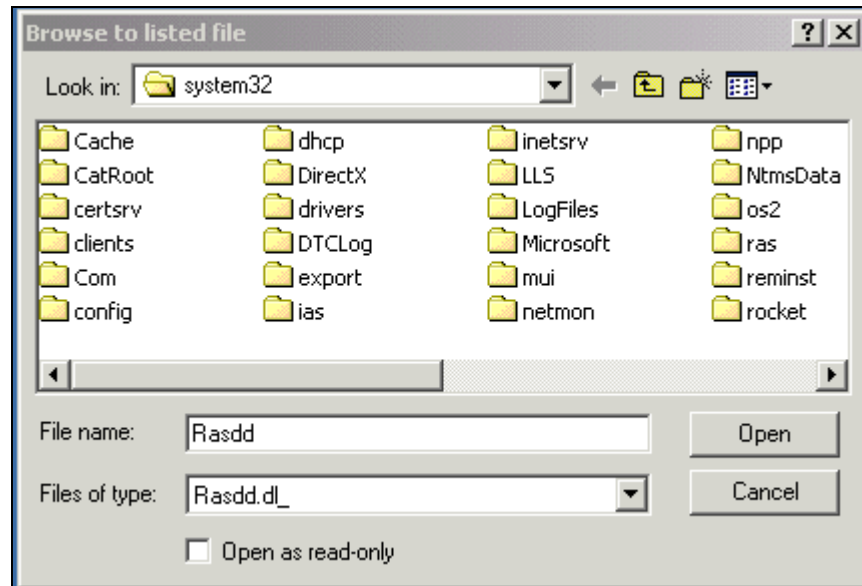 Browse to listed file
Look in: system32
Cache dhcp inetsrv npp
CatRoot DirectX LLS NtmsData
certsrv drivers LogFiles os2
clients DTCLog Microsoft ras
Com export mui reminst
config ias netmon rocket
File name: Rasdd Open
Files of type: Rasdd.dl_ Cancel
Open as read-only